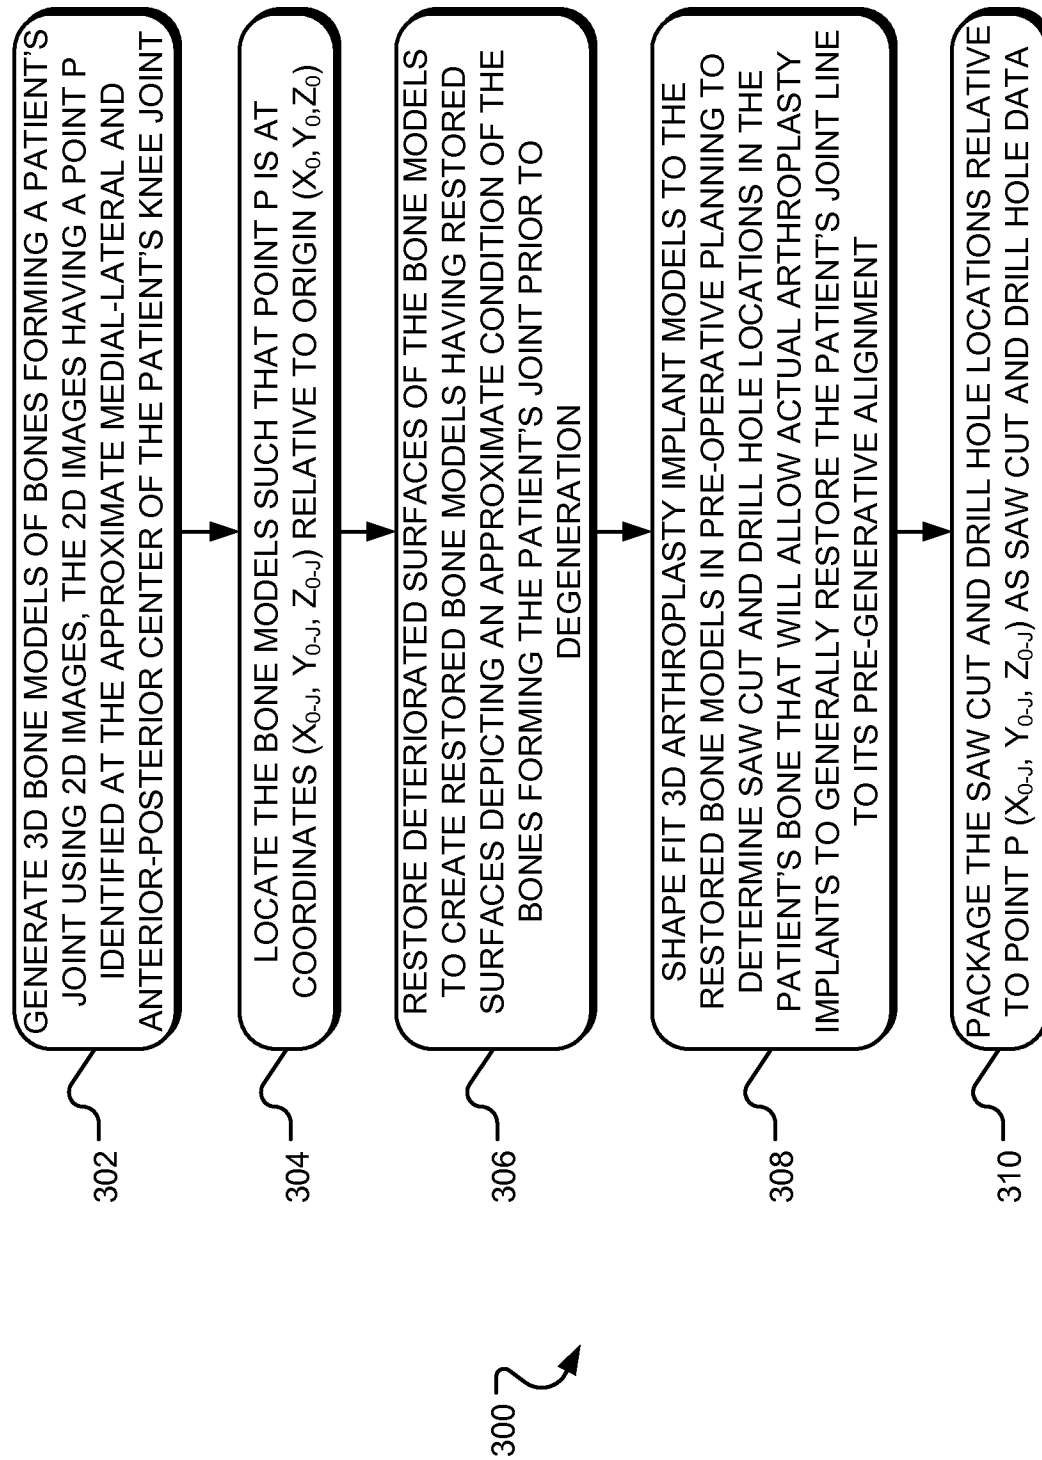 GENERATE 3D BONE MODELS OF BONES FORMING A PATIENT'S
JOINT USING 2D IMAGES, THE 2D IMAGES HAVING A POINT P
IDENTIFIED AT THE APPROXIMATE MEDIAL-LATERAL AND
ANTERIOR-POSTERIOR CENTER OF THE PATIENT'S KNEE JOINT
302
LOCATE THE BONE MODELS SUCH THAT POINT P IS AT
COORDINATES (X0-J, Y0-J, Z0-J) RELATIVE TO ORIGIN (X0, Y0,Z0)
304
RESTORE DETERIORATED SURFACES OF THE BONE MODELS
TO CREATE RESTORED BONE MODELS HAVING RESTORED
SURFACES DEPICTING AN APPROXIMATE CONDITION OF THE
BONES FORMING THE PATIENT'S JOINT PRIOR TO
DEGENERATION
306
SHAPE FIT 3D ARTHROPLASTY IMPLANT MODELS TO THE
RESTORED BONE MODELS IN PRE-OPERATIVE PLANNING TO
DETERMINE SAW CUT AND DRILL HOLE LOCATIONS IN THE
PATIENT'S BONE THAT WILL ALLOW ACTUAL ARTHROPLASTY
IMPLANTS TO GENERALLY RESTORE THE PATIENT'S JOINT LINE
TO ITS PRE-GENERATIVE ALIGNMENT
308
PACKAGE THE SAW CUT AND DRILL HOLE LOCATIONS RELATIVE
TO POINT P (X0-J, Y0-J, Z0-J) AS SAW CUT AND DRILL HOLE DATA
310
300